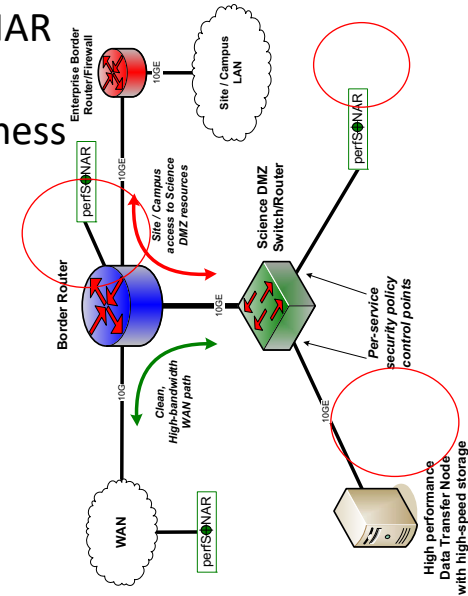 NAR
ness
Enterprise Border
Router/Firewall
10GE
Site / Campus
LAN
10GE
perfSONAR
Site / Campus
access to Science
DMZ resources
perfSONAR
Border Router
Science DMZ
Switch/Router
10GE
10G
Clean,
High-bandwidth
WAN path
Per-service
security policy
control points
WAN
perfSONAR
10GE
High performance
Data Transfer Node
with high-speed storage